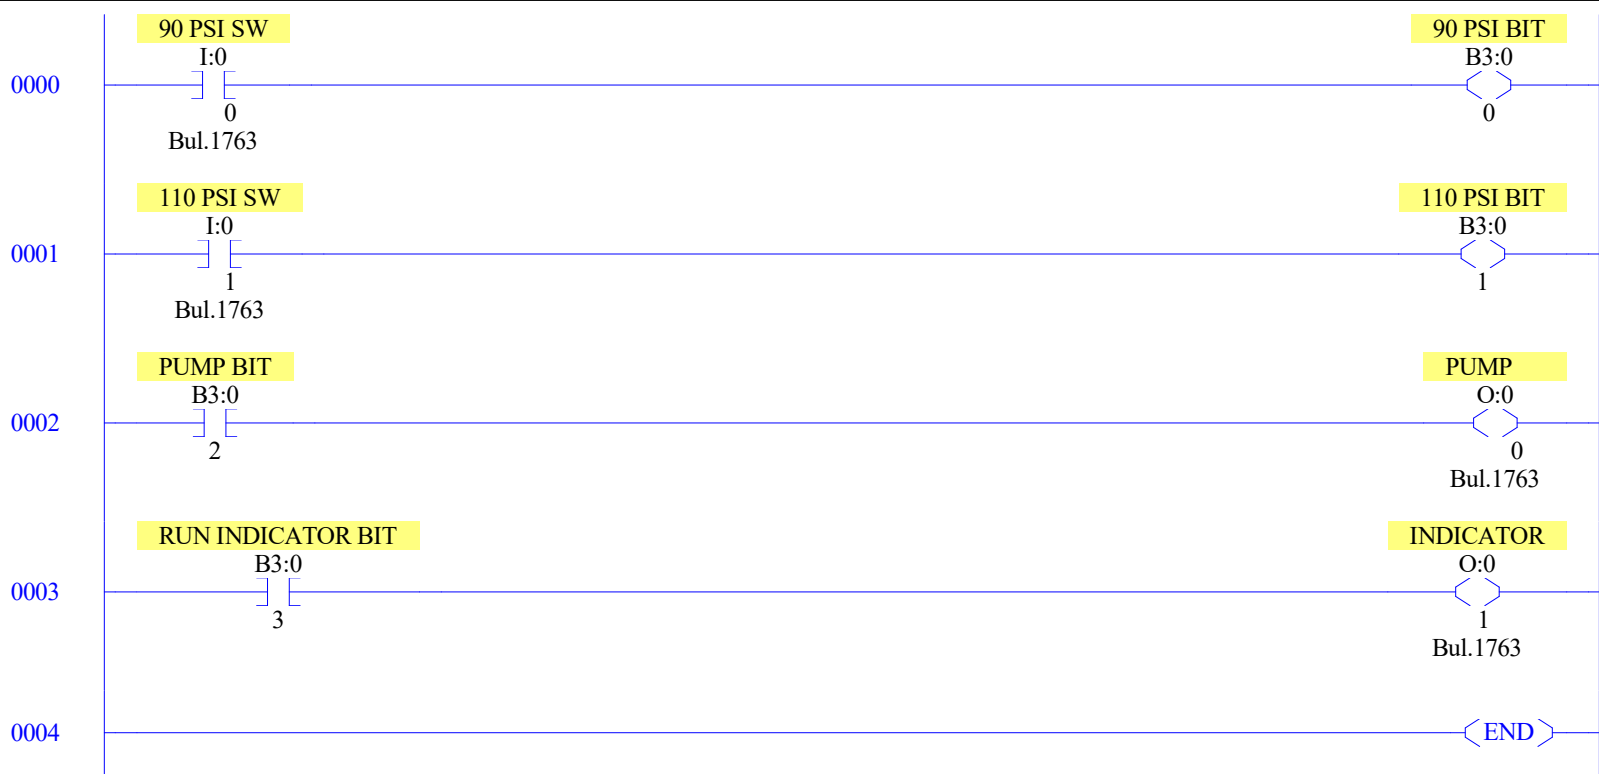 90 PSI SW 90 PSI BIT
I:0 B3:0
0000
0 0
Bul.1763
110 PSI SW 110 PSI BIT
I:0 B3:0
0001
1 1
Bul.1763
PUMP BIT PUMP
B3:0 O:0
0002
2 0
Bul.1763
RUN INDICATOR BIT INDICATOR
B3:0 O:0
0003
3 1
Bul.1763
0004 END